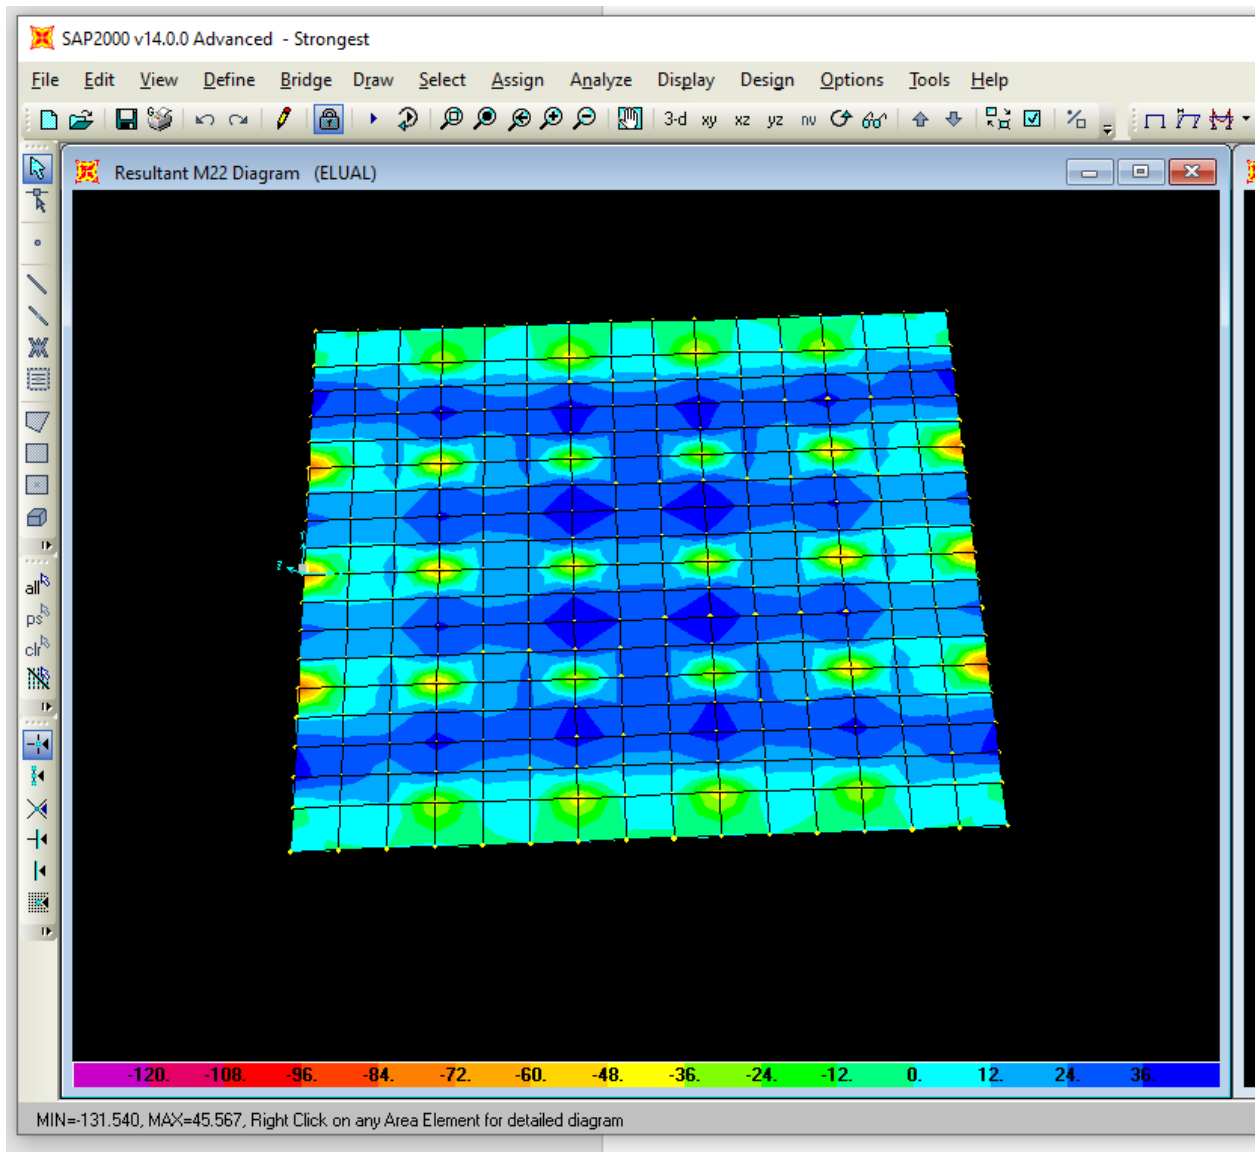 SAP2000 v14.0.0 Advanced - Strongest
File Edit View Define Bridge Draw Select Assign Analyze Display Design Options Tools Help
3-d xy xz yz nv
Resultant M22 Diagram (ELUAL)
all
ps
clr
-120. -108. -96. -84. -72. -60. -48. -36. -24. -12. 0. 12. 24. 36.
MIN=-131.540, MAX=45.567, Right Click on any Area Element for detailed diagram